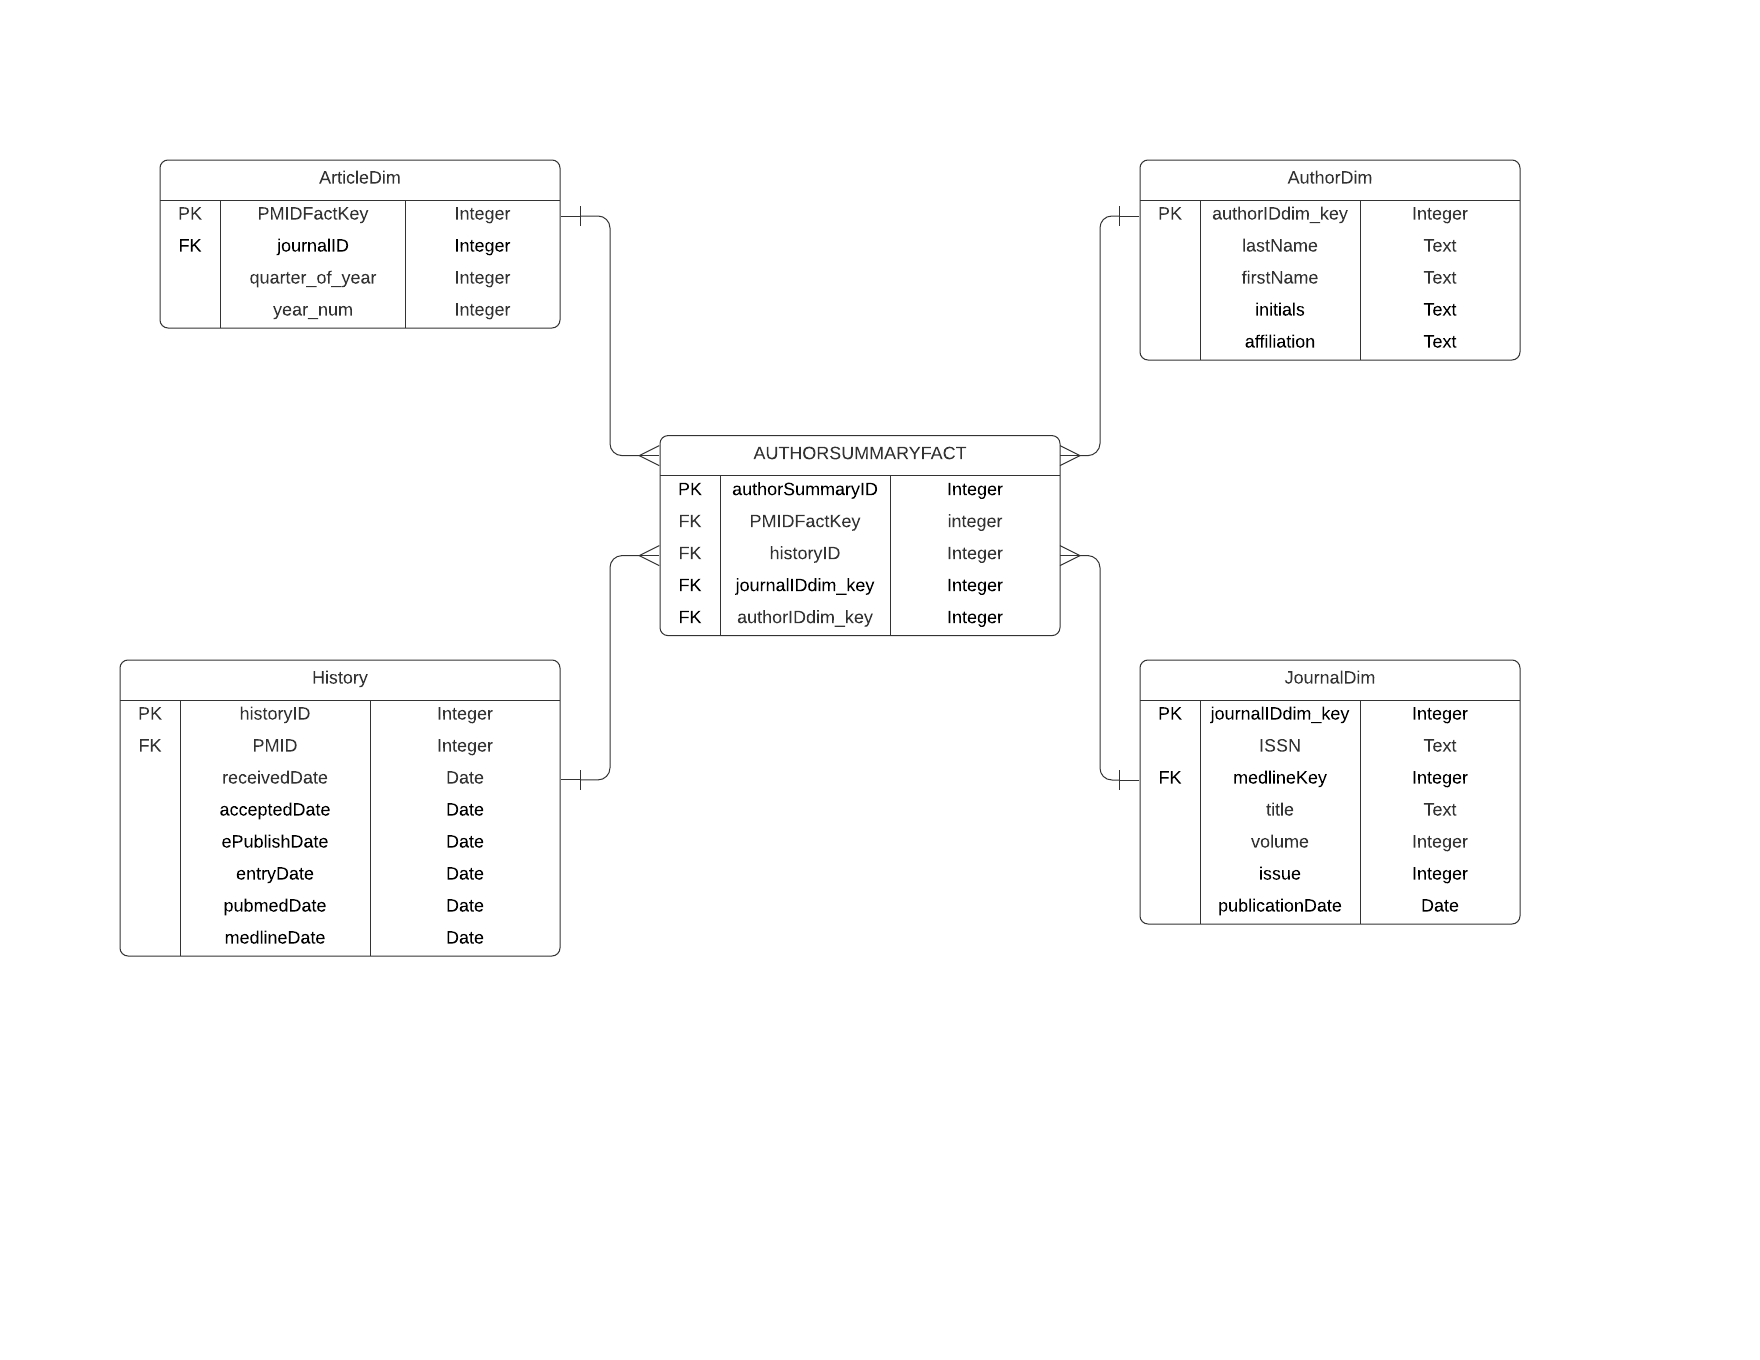 ArticleDim
PK PMIDFactKey Integer
FK journalID Integer
quarter_of_year Integer
year_num Integer
AuthorDim
PK authorIDdim_key Integer
lastName Text
firstName Text
initials Text
affiliation Text
AUTHORSUMMARYFACT
PK authorSummaryID Integer
FK PMIDFactKey integer
FK historyID Integer
FK journalIDdim_key Integer
FK authorIDdim_key Integer
History
PK historyID Integer
FK PMID Integer
receivedDate Date
acceptedDate Date
ePublishDate Date
entryDate Date
pubmedDate Date
medlineDate Date
JournalDim
PK journalIDdim_key Integer
ISSN Text
FK medlineKey Integer
title Text
volume Integer
issue Integer
publicationDate Date